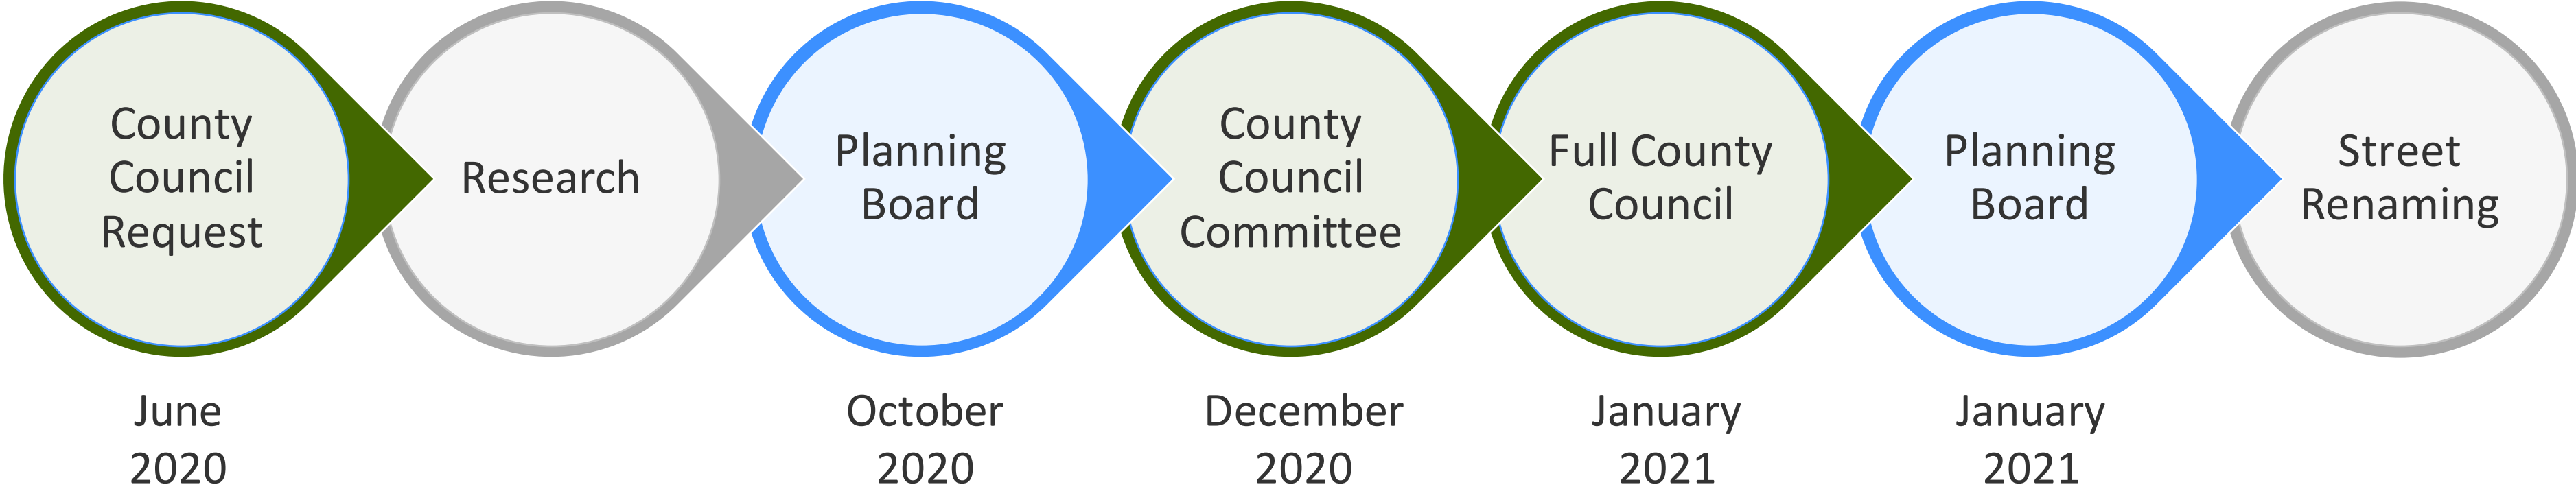 County
Council
Request
Research
Planning
Board
County
Council
Committee
Full County
Council
Planning
Board
Street
Renaming
June
2020
October
2020
December
2020
January
2021
January
2021